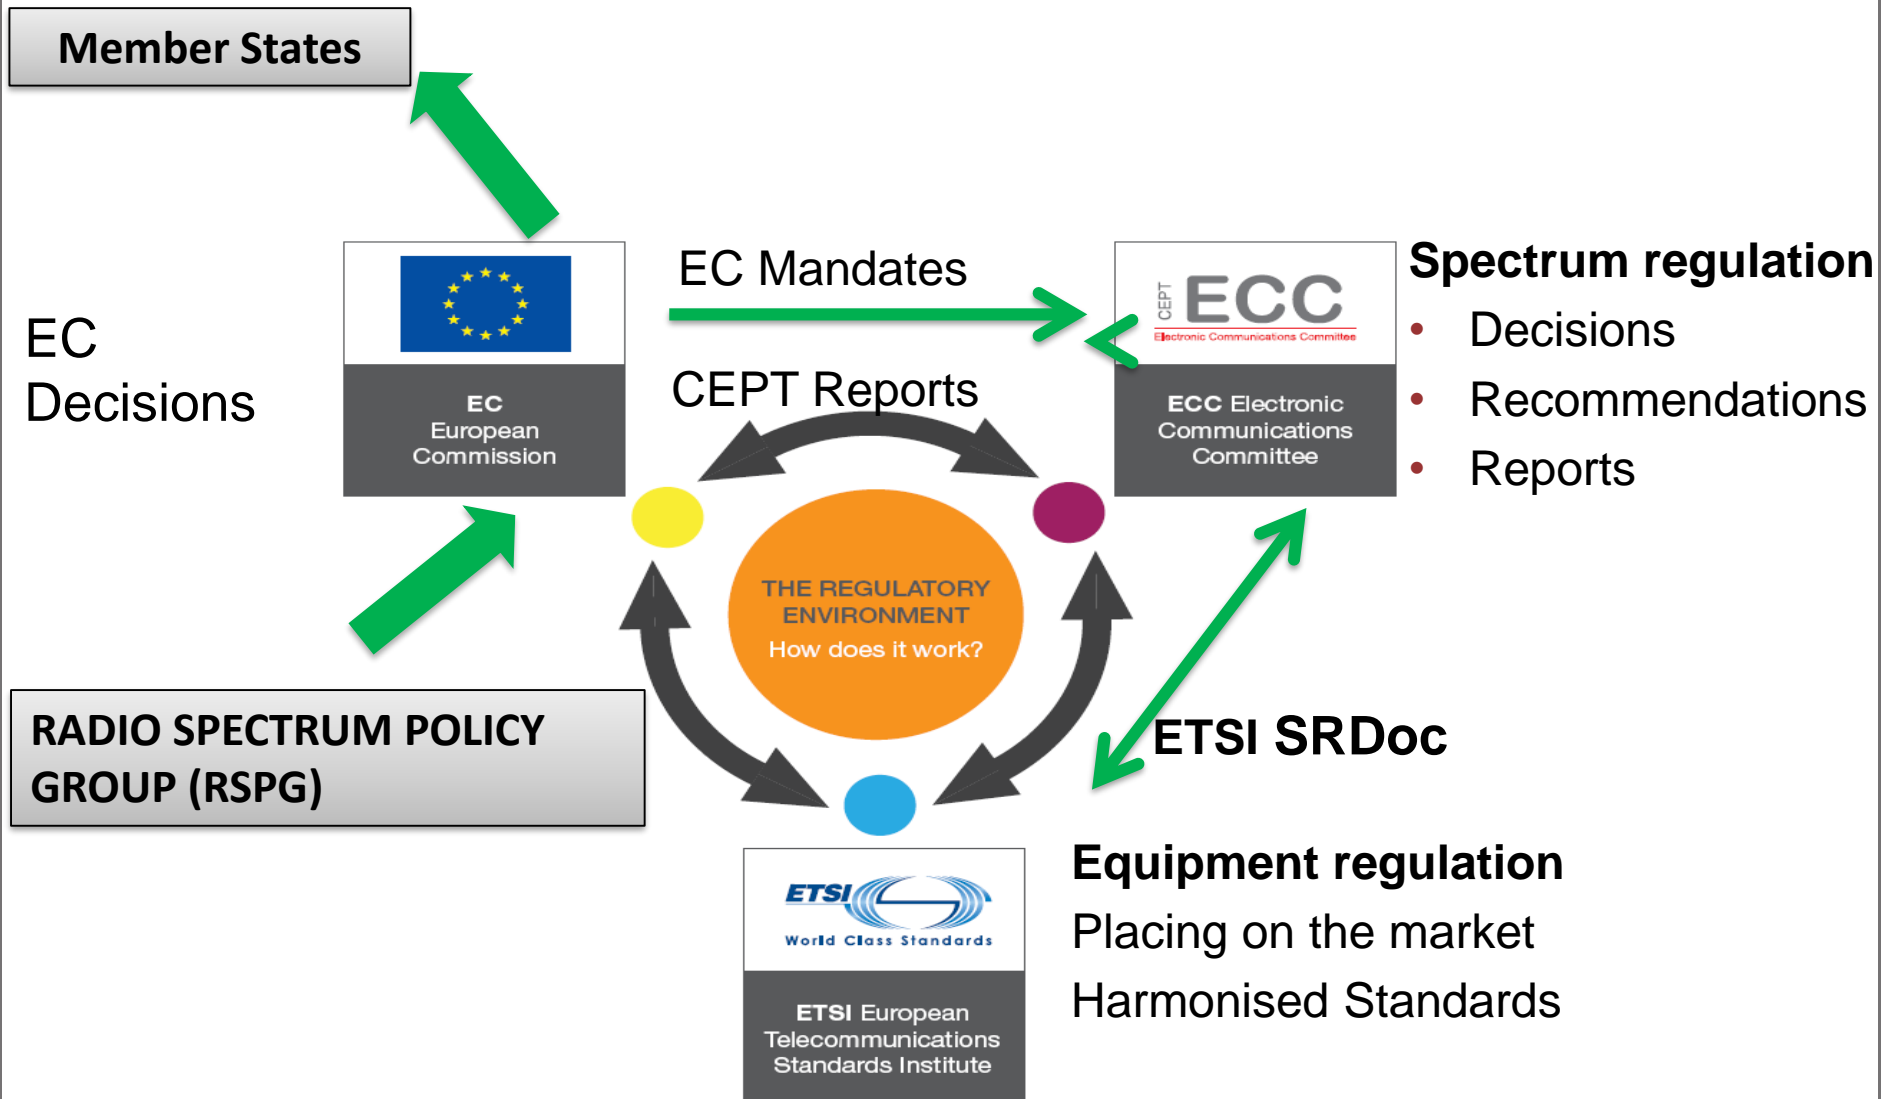 Member States
EC Mandates
CEPT
ECC
Electronic Communications Committee
Spectrum regulation
• Decisions
• Recommendations
• Reports
EC
Decisions
CEPT Reports
EC
European
Commission
ECC Electronic
Communications
Committee
THE REGULATORY
ENVIRONMENT
How does it work?
RADIO SPECTRUM POLICY
GROUP (RSPG)
ETSI SRDoc
ETSI
World Class Standards
Equipment regulation
Placing on the market
Harmonised Standards
ETSI European
Telecommunications
Standards Institute